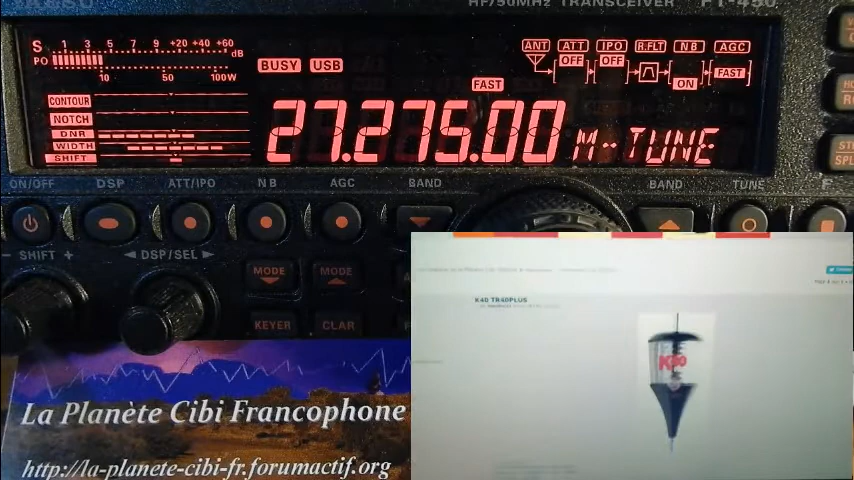 HF/50MHz TRANSCEIVER FT-450
S 1 3 5 7 9 +20 +40 +60 dB
PO 10 50 100W
BUSY USB
ANT ATT IPO R.FLT NB AGC
OFF OFF
ON FAST
FAST
CONTOUR
NOTCH
DNR
WIDTH
SHIFT
27.275.00 M-TUNE
ON/OFF DSP ATT/IPO NB AGC BAND BAND TUNE F
- SHIFT + DSP/SEL
MODE MODE
KEYER CLAR
K40 TR40PLUS
K40
La Planète Cibi Francophone
http://la-planete-cibi-fr.forumactif.org